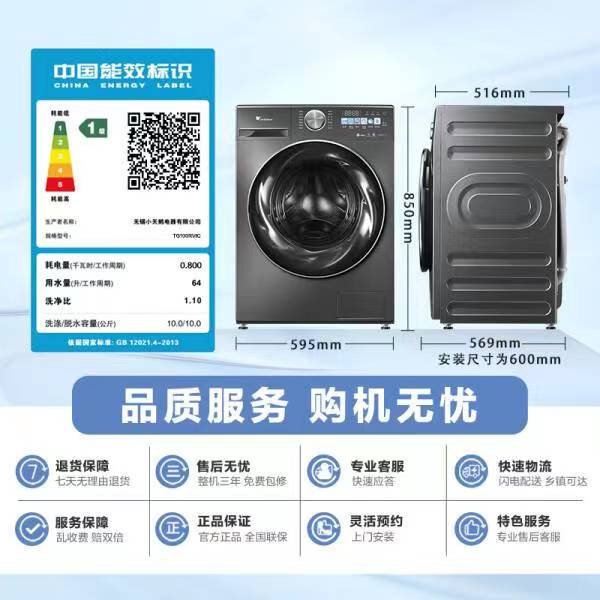 中国能效标识
CHINA ENERGY LABEL
耗能低
1
2
3
4
5
耗能高
1级
生产者名称:
无锡小天鹅电器有限公司
规格型号:
TG100RVIC
耗电量(千瓦时/工作周期) 0.800
用水量(升/工作周期) 64
洗净比 1.10
洗涤/脱水容量(公斤) 10.0/10.0
依据国家标准: GB 12021.4-2013
516mm
850mm
595mm
569mm
安装尺寸为600mm
品质服务 购机无忧
7
退货保障
七天无理由退货
三
售后无忧
整机三年 免费包修
专业客服
快速应答
快速物流
闪电配送 乡镇可达
服务保障
乱收费 赔双倍
正
正品保证
官方正品 全国联保
灵活预约
上门安装
特色服务
专业售后客服